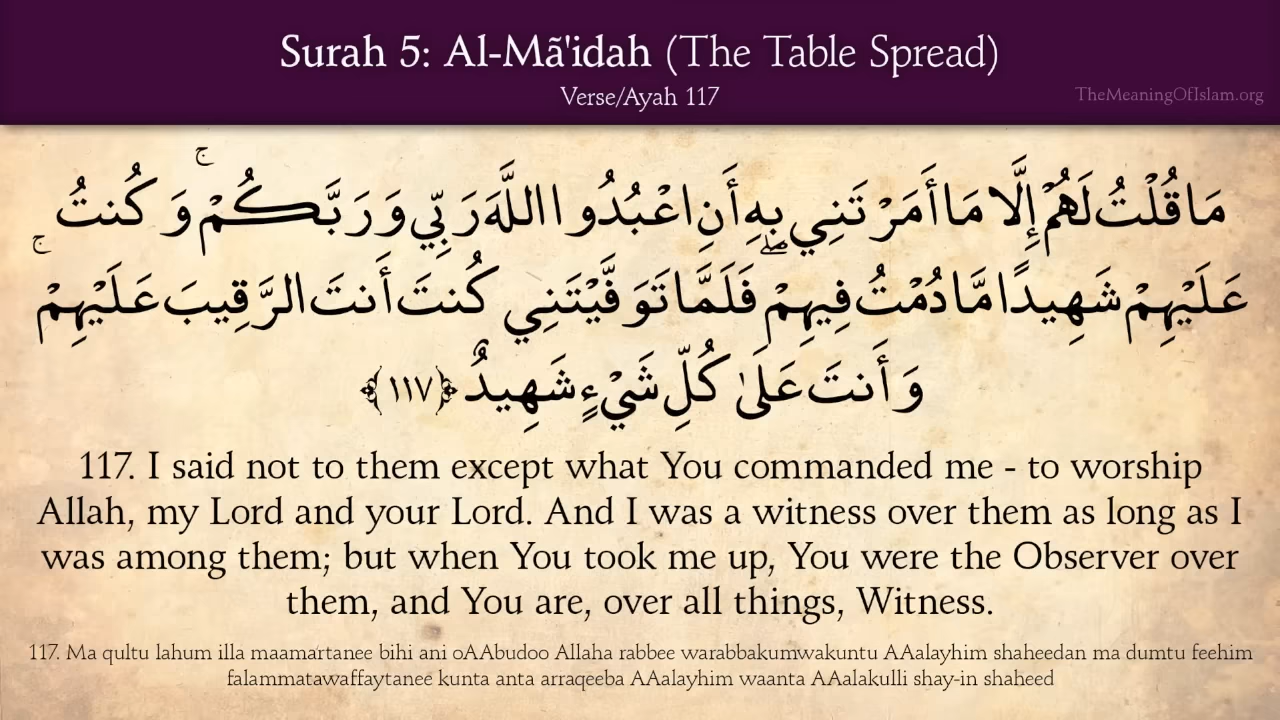 Surah 5: Al-Mã'idah (The Table Spread)
Verse/Ayah 117
TheMeaningOfIslam.org
مَا قُلْتُ لَهُمْ إِلَّا مَا أَمَرْتَنِي بِهِ أَنِ اعْبُدُوا اللَّهَ رَبِّي وَرَبَّكُمْ ۚ وَكُنتُ
عَلَيْهِمْ شَهِيدًا مَّا دُمْتُ فِيهِمْ ۖ فَلَمَّا تَوَفَّيْتَنِي كُنتَ أَنتَ الرَّقِيبَ عَلَيْهِمْ ۚ
وَأَنتَ عَلَىٰ كُلِّ شَيْءٍ شَهِيدٌ ﴿١١٧﴾
117. I said not to them except what You commanded me - to worship
Allah, my Lord and your Lord. And I was a witness over them as long as I
was among them; but when You took me up, You were the Observer over
them, and You are, over all things, Witness.
117. Ma qultu lahum illa maamartanee bihi ani oAAbudoo Allaha rabbee warabbakumwakuntu AAalayhim shaheedan ma dumtu feehim
falammatawaffaytanee kunta anta arraqeeba AAalayhim waanta AAalakulli shay-in shaheed